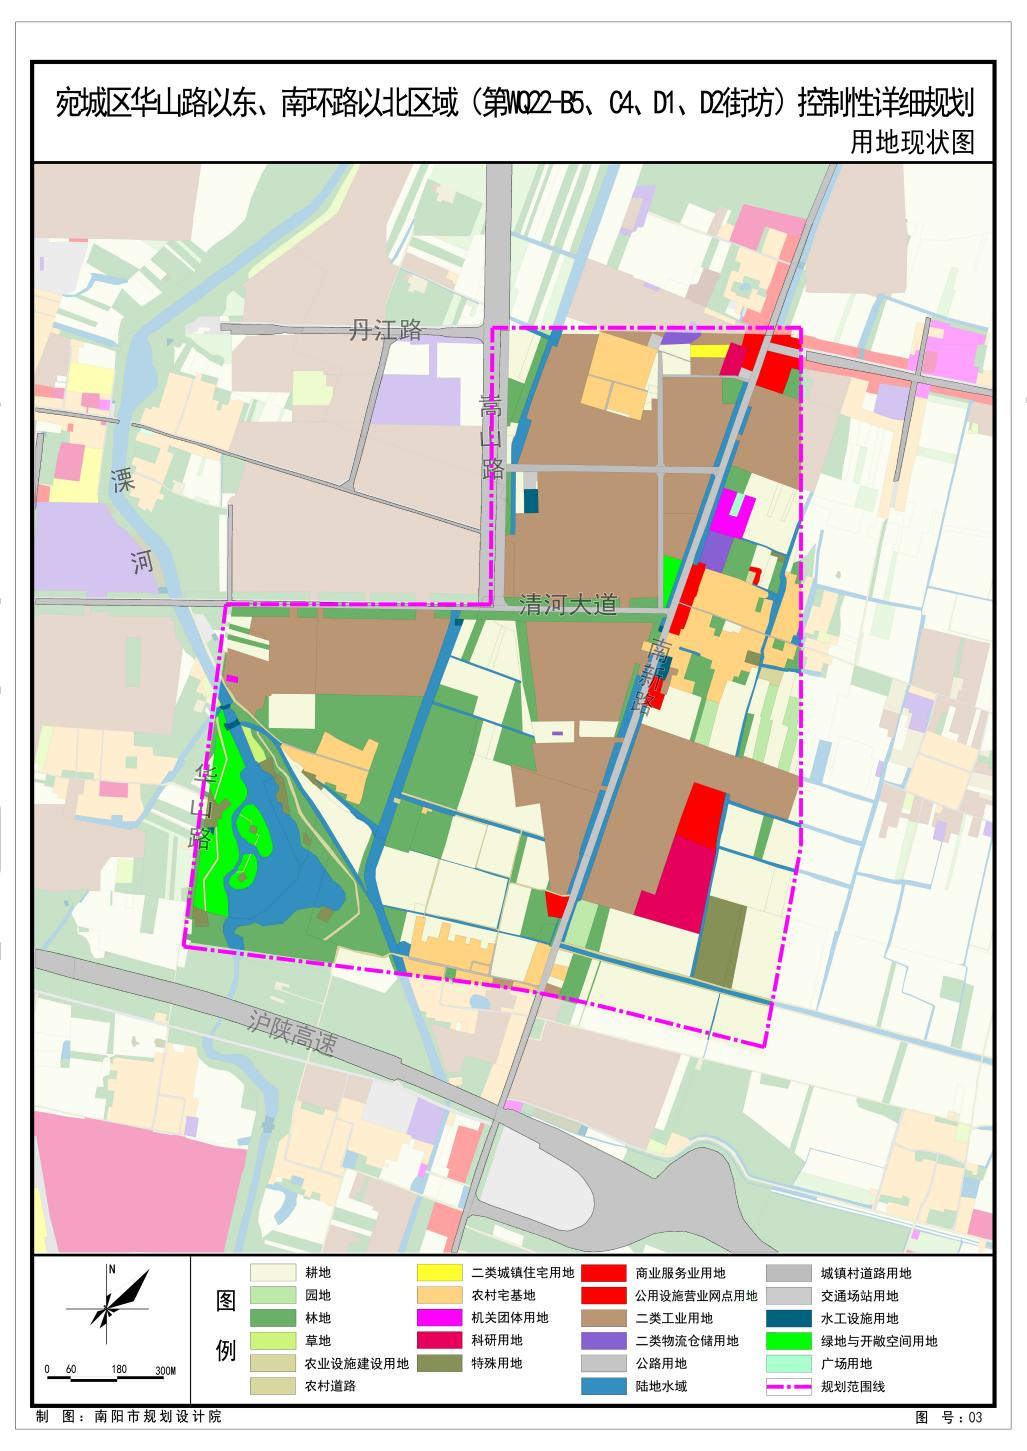 宛城区华山路以东、南环路以北区域（第WQ22-B5、C4、D1、D2街坊）控制性详细规划
用地现状图
丹江路
嵩山路
溧河
清河大道
南新路
华山路
沪陕高速
N
0 60 180 300M
图例
耕地
园地
林地
草地
农业设施建设用地
农村道路
二类城镇住宅用地
农村宅基地
机关团体用地
科研用地
特殊用地
商业服务业用地
公用设施营业网点用地
二类工业用地
二类物流仓储用地
公路用地
陆地水域
城镇村道路用地
交通场站用地
水工设施用地
绿地与开敞空间用地
广场用地
规划范围线
制 图：南阳市规划设计院
图 号：03